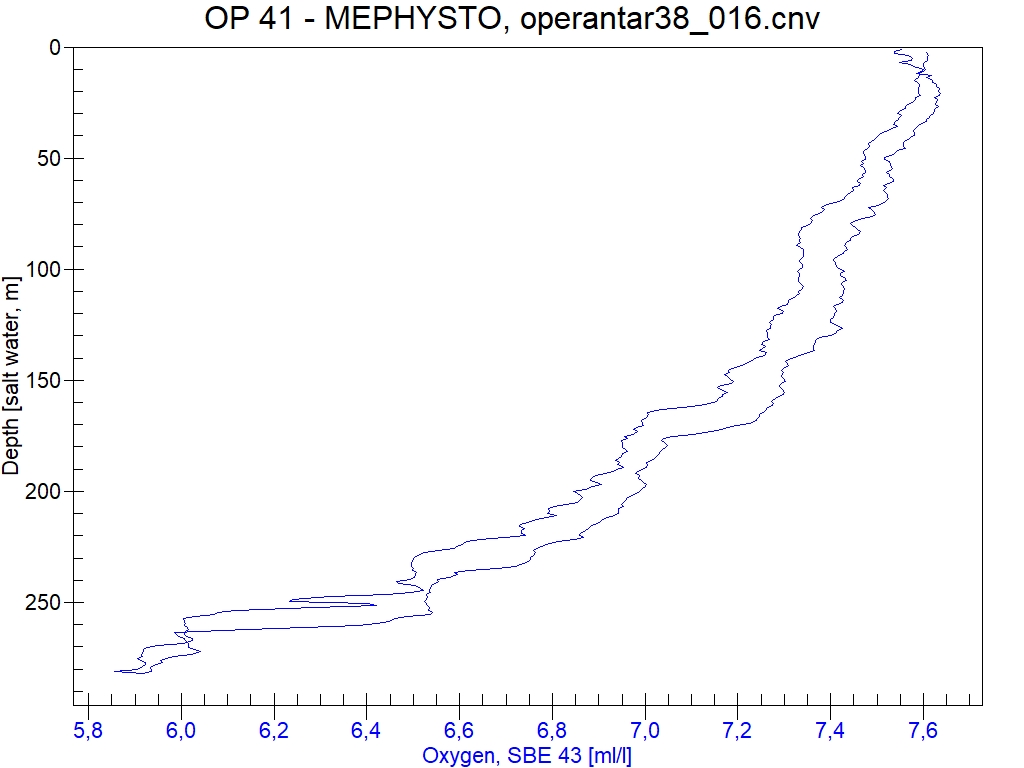 OP 41 - MEPHYSTO, operantar38_016.cnv
0
50
100
150
200
250
Depth [salt water, m]
5,8 6,0 6,2 6,4 6,6 6,8 7,0 7,2 7,4 7,6
Oxygen, SBE 43 [ml/l]